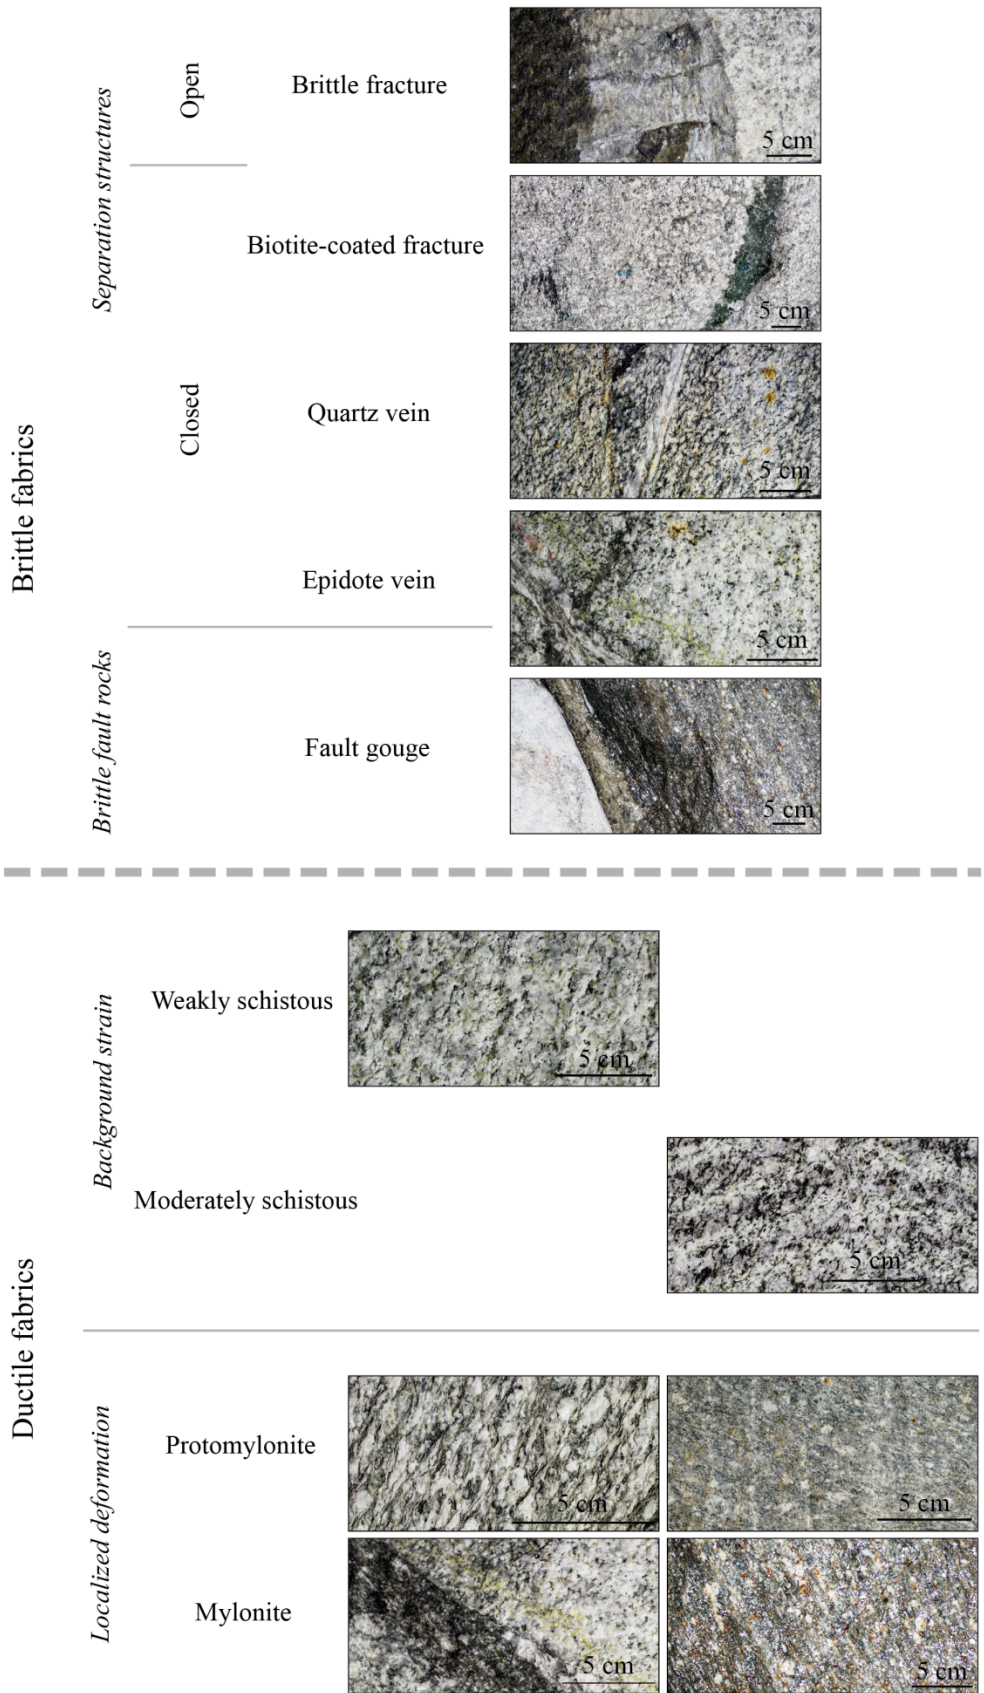 Brittle fabrics
Separation structures
Open
Brittle fracture
5 cm
Closed
Biotite-coated fracture
5 cm
Quartz vein
5 cm
Epidote vein
5 cm
Brittle fault rocks
Fault gouge
5 cm
Ductile fabrics
Background strain
Weakly schistous
5 cm
Moderately schistous
5 cm
Localized deformation
Protomylonite
5 cm
5 cm
Mylonite
5 cm
5 cm